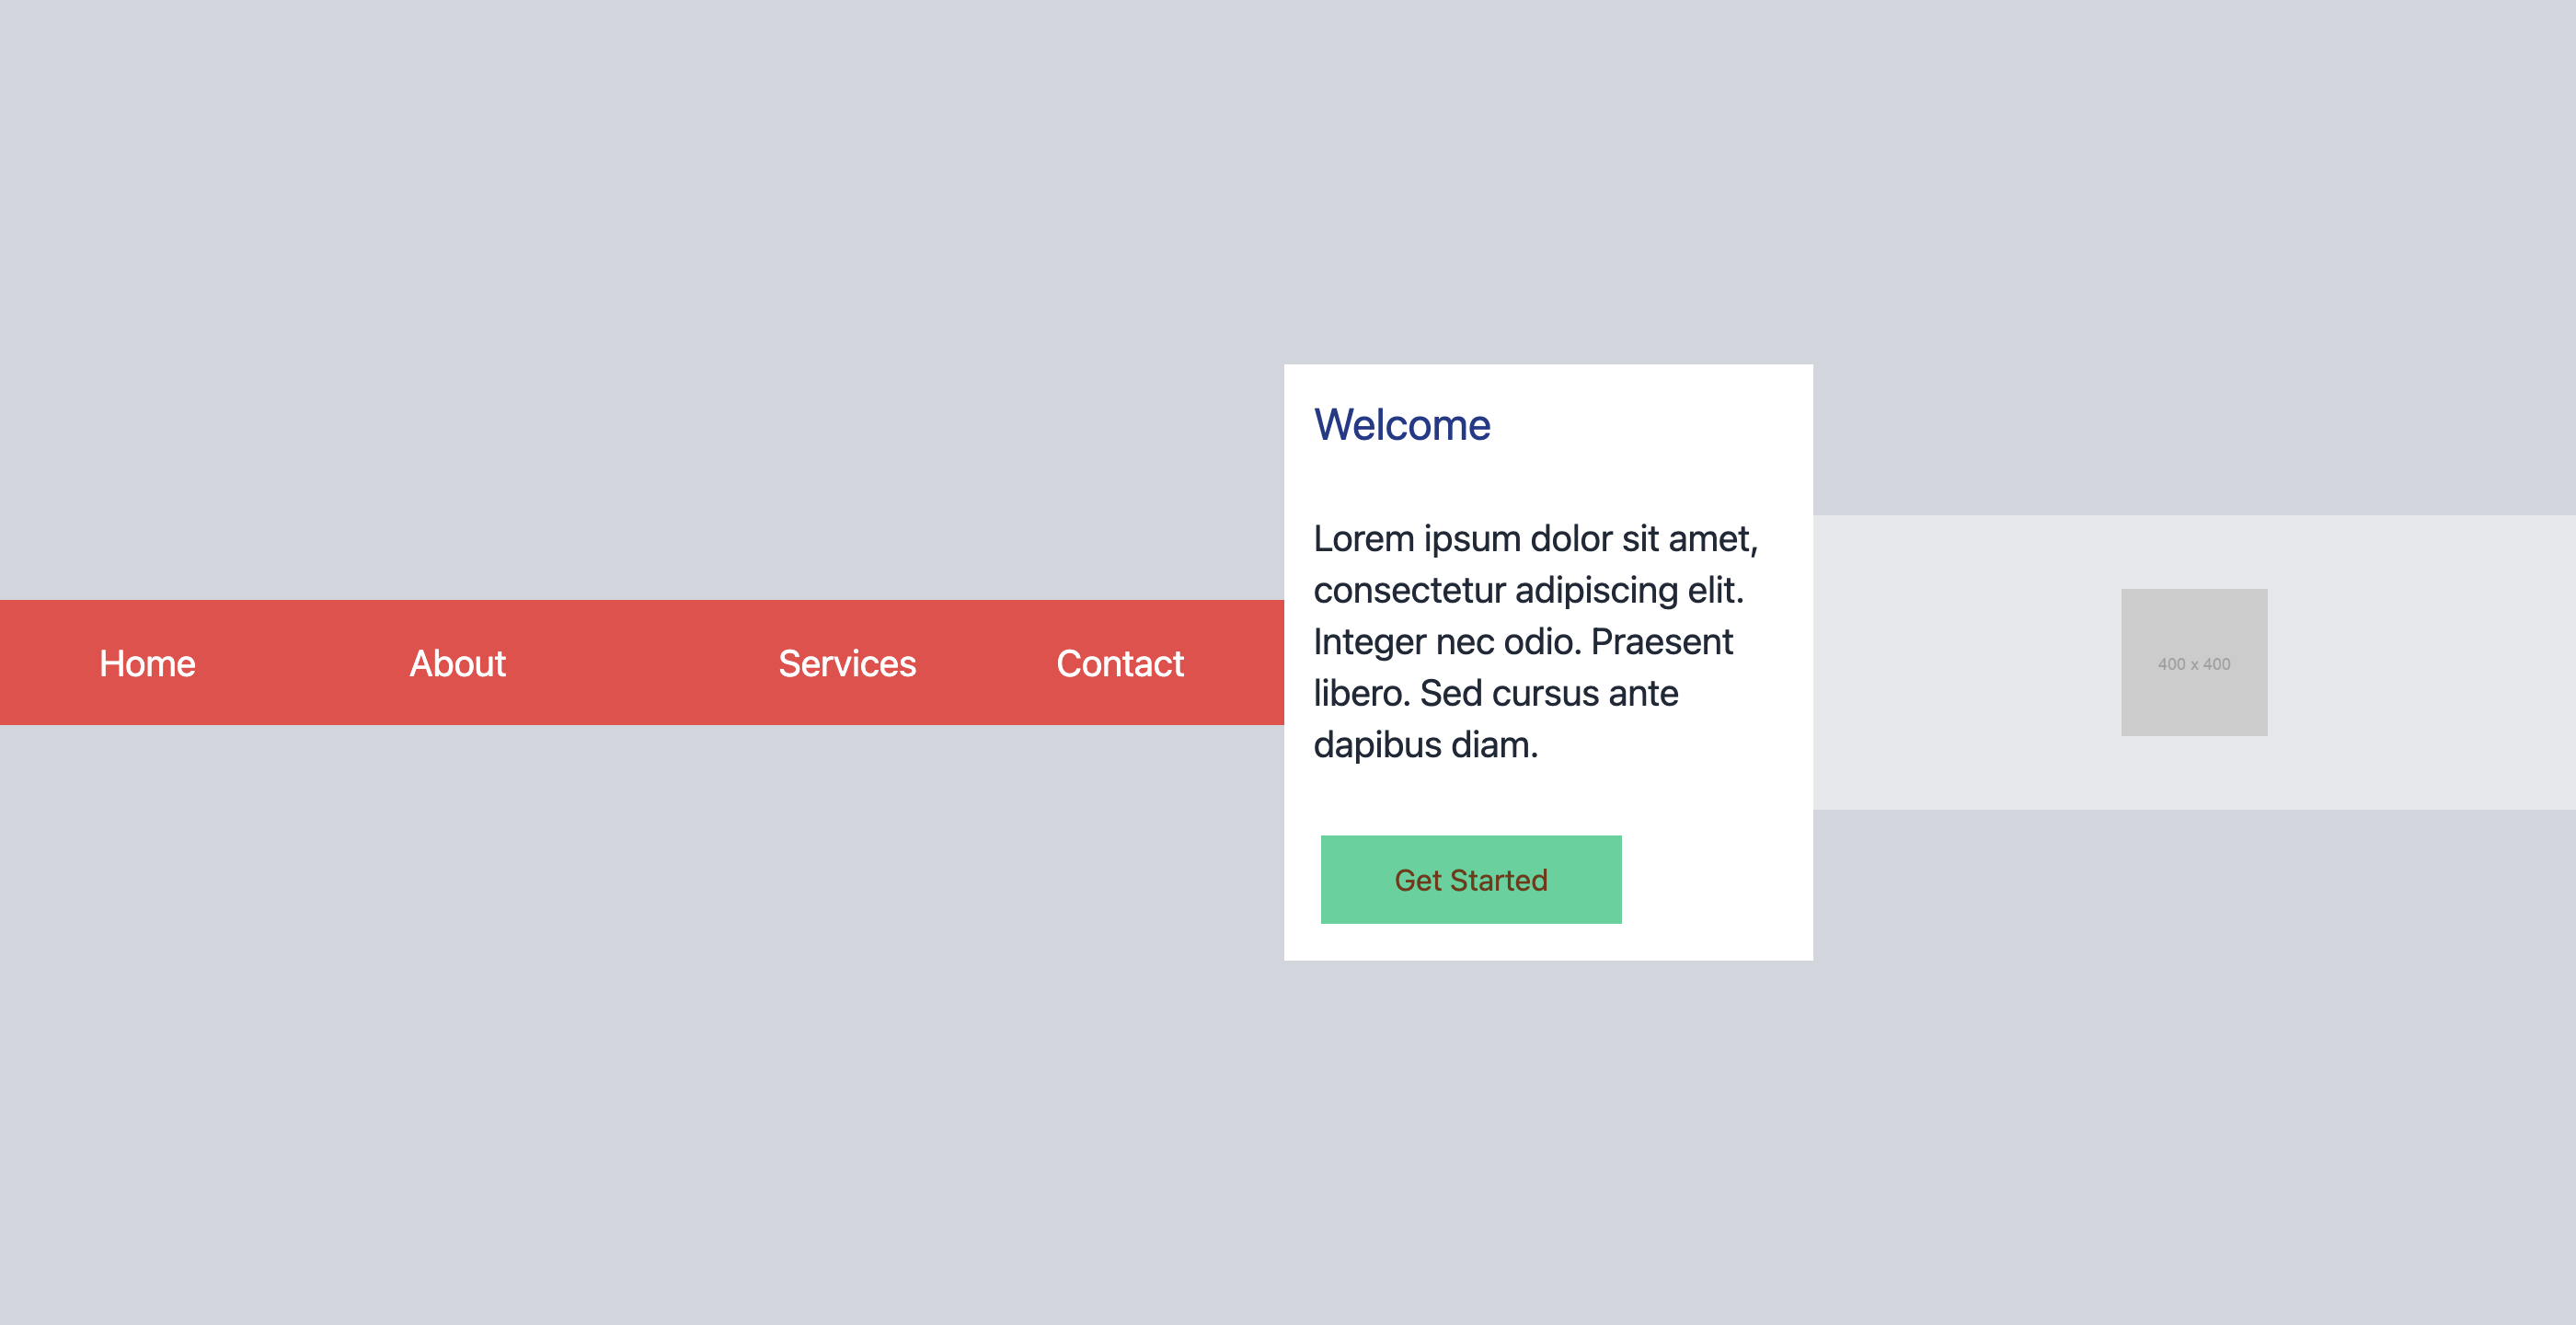 Home
About
Services
Contact
Welcome
Lorem ipsum dolor sit amet,
consectetur adipiscing elit.
Integer nec odio. Praesent
libero. Sed cursus ante
dapibus diam.
Get Started
400 x 400